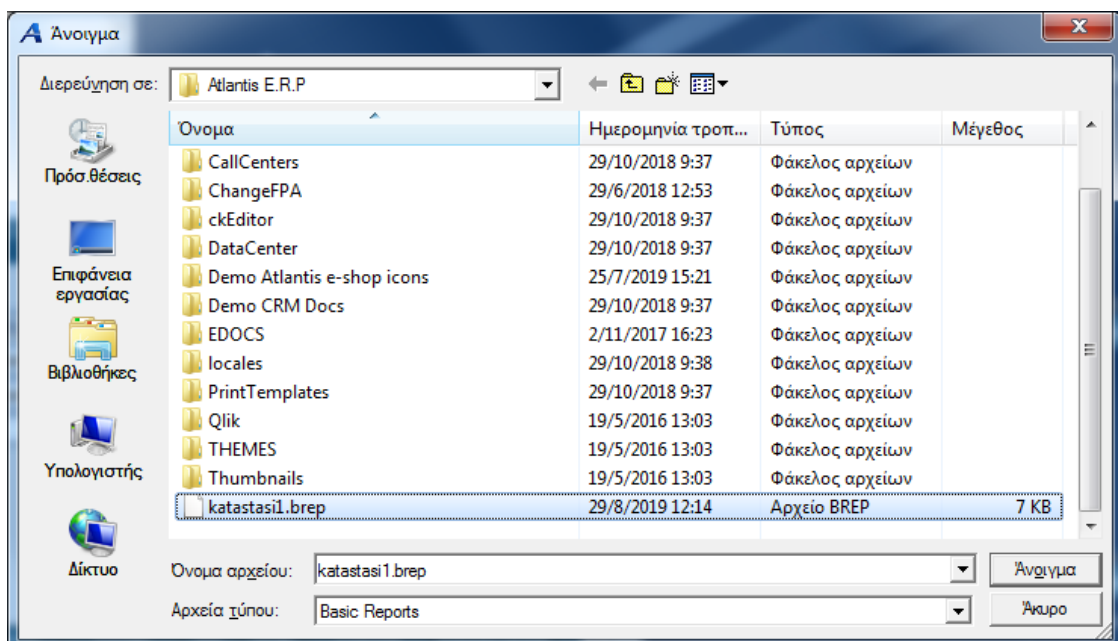 Άνοιγμα
Διερεύνηση σε: Atlantis E.R.P
Όνομα Ημερομηνία τροπ... Τύπος Μέγεθος
CallCenters 29/10/2018 9:37 Φάκελος αρχείων
ChangeFPA 29/6/2018 12:53 Φάκελος αρχείων
ckEditor 29/10/2018 9:37 Φάκελος αρχείων
DataCenter 29/10/2018 9:37 Φάκελος αρχείων
Demo Atlantis e-shop icons 25/7/2019 15:21 Φάκελος αρχείων
Demo CRM Docs 29/10/2018 9:37 Φάκελος αρχείων
EDOCS 2/11/2017 16:23 Φάκελος αρχείων
locales 29/10/2018 9:38 Φάκελος αρχείων
PrintTemplates 29/10/2018 9:37 Φάκελος αρχείων
Qlik 19/5/2016 13:03 Φάκελος αρχείων
THEMES 19/5/2016 13:03 Φάκελος αρχείων
Thumbnails 19/5/2016 13:03 Φάκελος αρχείων
katastasi1.brep 29/8/2019 12:14 Αρχείο BREP 7 KB
Πρόσ.θέσεις
Επιφάνεια
εργασίας
Βιβλιοθήκες
Υπολογιστής
Δίκτυο
Όνομα αρχείου: katastasi1.brep Άνοιγμα
Αρχεία τύπου: Basic Reports Άκυρο